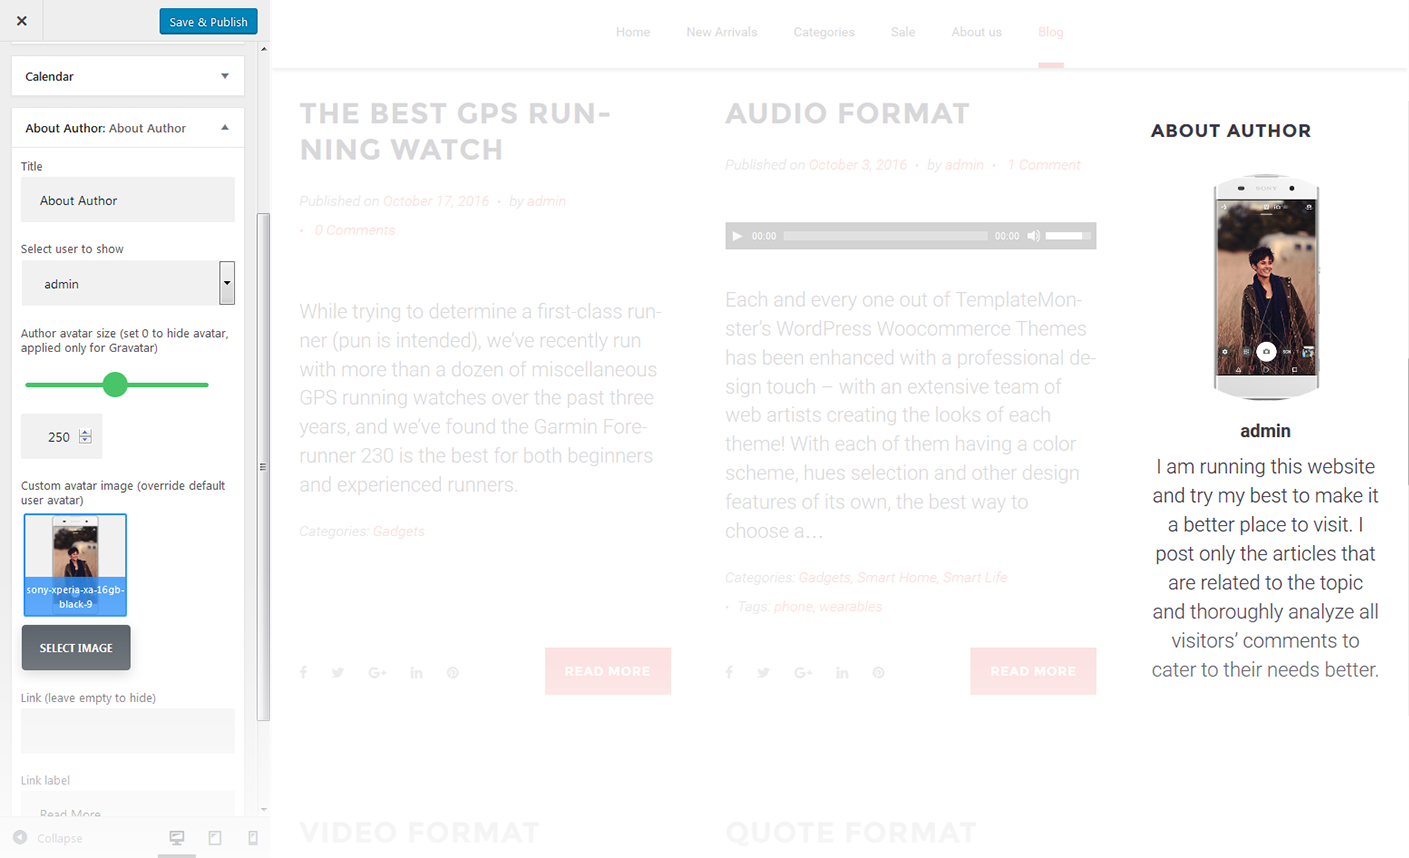 Save & Publish
Calendar
About Author: About Author
Title
About Author
Select user to show
admin
Author avatar size (set 0 to hide avatar,
applied only for Gravatar)
250
Custom avatar image (override default
user avatar)
sony-xperia-xa-16gb-
black-9
SELECT IMAGE
Link (leave empty to hide)
Link label
Read More
Collapse
Home
New Arrivals
Categories
Sale
About us
Blog
THE BEST GPS RUN-
NING WATCH
Published on October 17, 2016 • by admin
• 0 Comments
While trying to determine a first-class run-
ner (pun is intended), we’ve recently run
with more than a dozen of miscellaneous
GPS running watches over the past three
years, and we’ve found the Garmin Fore-
runner 230 is the best for both beginners
and experienced runners.
Categories: Gadgets
READ MORE
AUDIO FORMAT
Published on October 3, 2016 • by admin • 1 Comment
00:00
00:00
Each and every one out of TemplateMon-
ster’s WordPress Woocommerce Themes
has been enhanced with a professional de-
sign touch – with an extensive team of
web artists creating the looks of each
theme! With each of them having a color
scheme, hues selection and other design
features of its own, the best way to
choose a…
Categories: Gadgets, Smart Home, Smart Life
• Tags: phone, wearables
READ MORE
ABOUT AUTHOR
SONY
admin
I am running this website
and try my best to make it
a better place to visit. I
post only the articles that
are related to the topic
and thoroughly analyze all
visitors’ comments to
cater to their needs better.
VIDEO FORMAT
QUOTE FORMAT